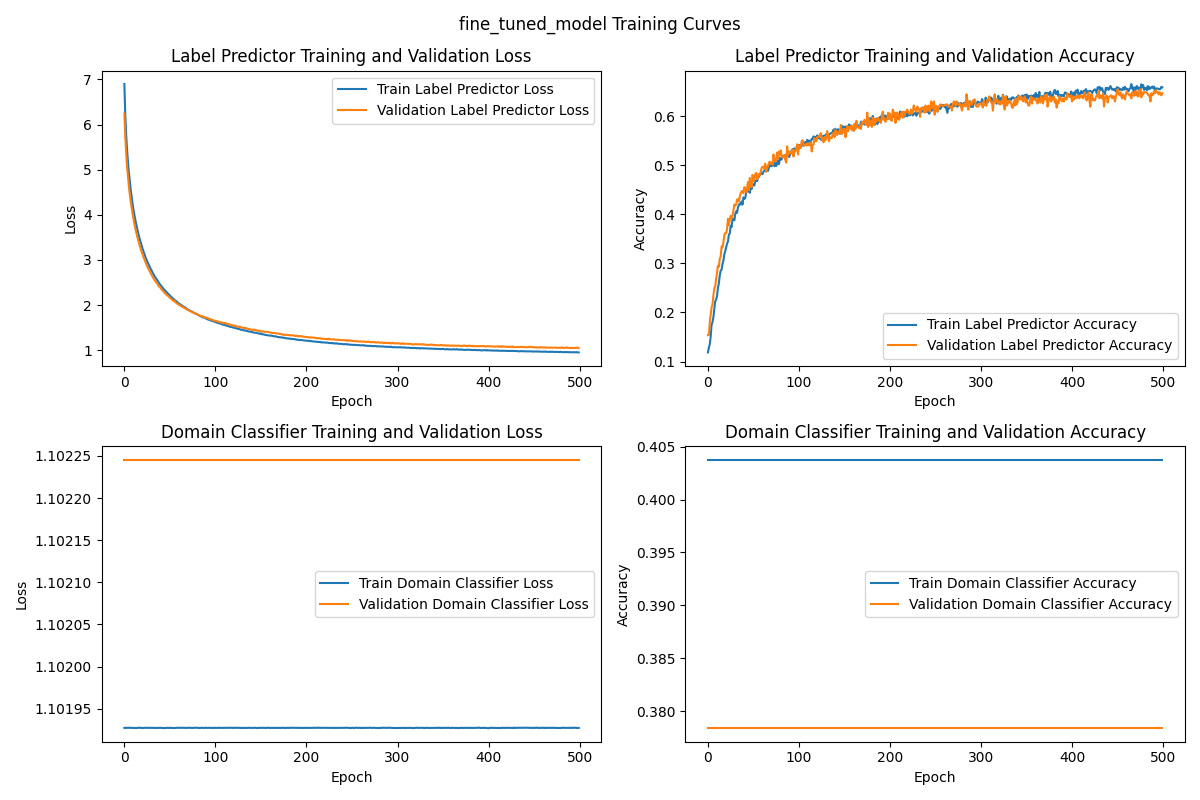 fine_tuned_model Training Curves
Label Predictor Training and Validation Loss
7
6
5
4
3
2
1
Loss
Train Label Predictor Loss
Validation Label Predictor Loss
0 100 200 300 400 500
Epoch
Label Predictor Training and Validation Accuracy
0.6
0.5
0.4
0.3
0.2
0.1
Accuracy
Train Label Predictor Accuracy
Validation Label Predictor Accuracy
0 100 200 300 400 500
Epoch
Domain Classifier Training and Validation Loss
1.10225
1.10220
1.10215
1.10210
1.10205
1.10200
1.10195
Loss
Train Domain Classifier Loss
Validation Domain Classifier Loss
0 100 200 300 400 500
Epoch
Domain Classifier Training and Validation Accuracy
0.405
0.400
0.395
0.390
0.385
0.380
Accuracy
Train Domain Classifier Accuracy
Validation Domain Classifier Accuracy
0 100 200 300 400 500
Epoch